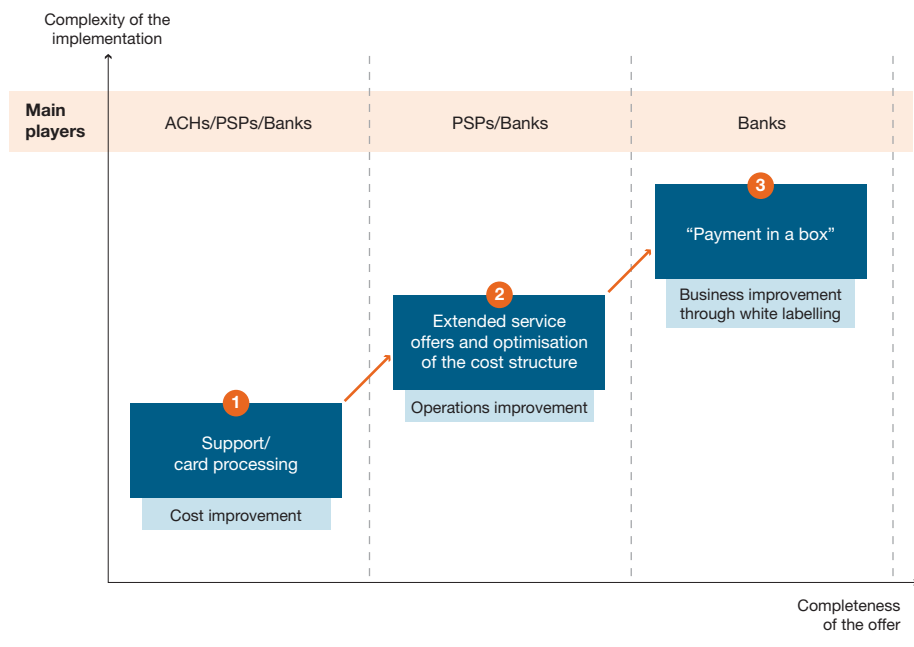 Complexity of the
implementation
Main
players
ACHs/PSPs/Banks
PSPs/Banks
Banks
3
“Payment in a box”
Business improvement
through white labelling
2
Extended service
offers and optimisation
of the cost structure
Operations improvement
1
Support/
card processing
Cost improvement
Completeness
of the offer